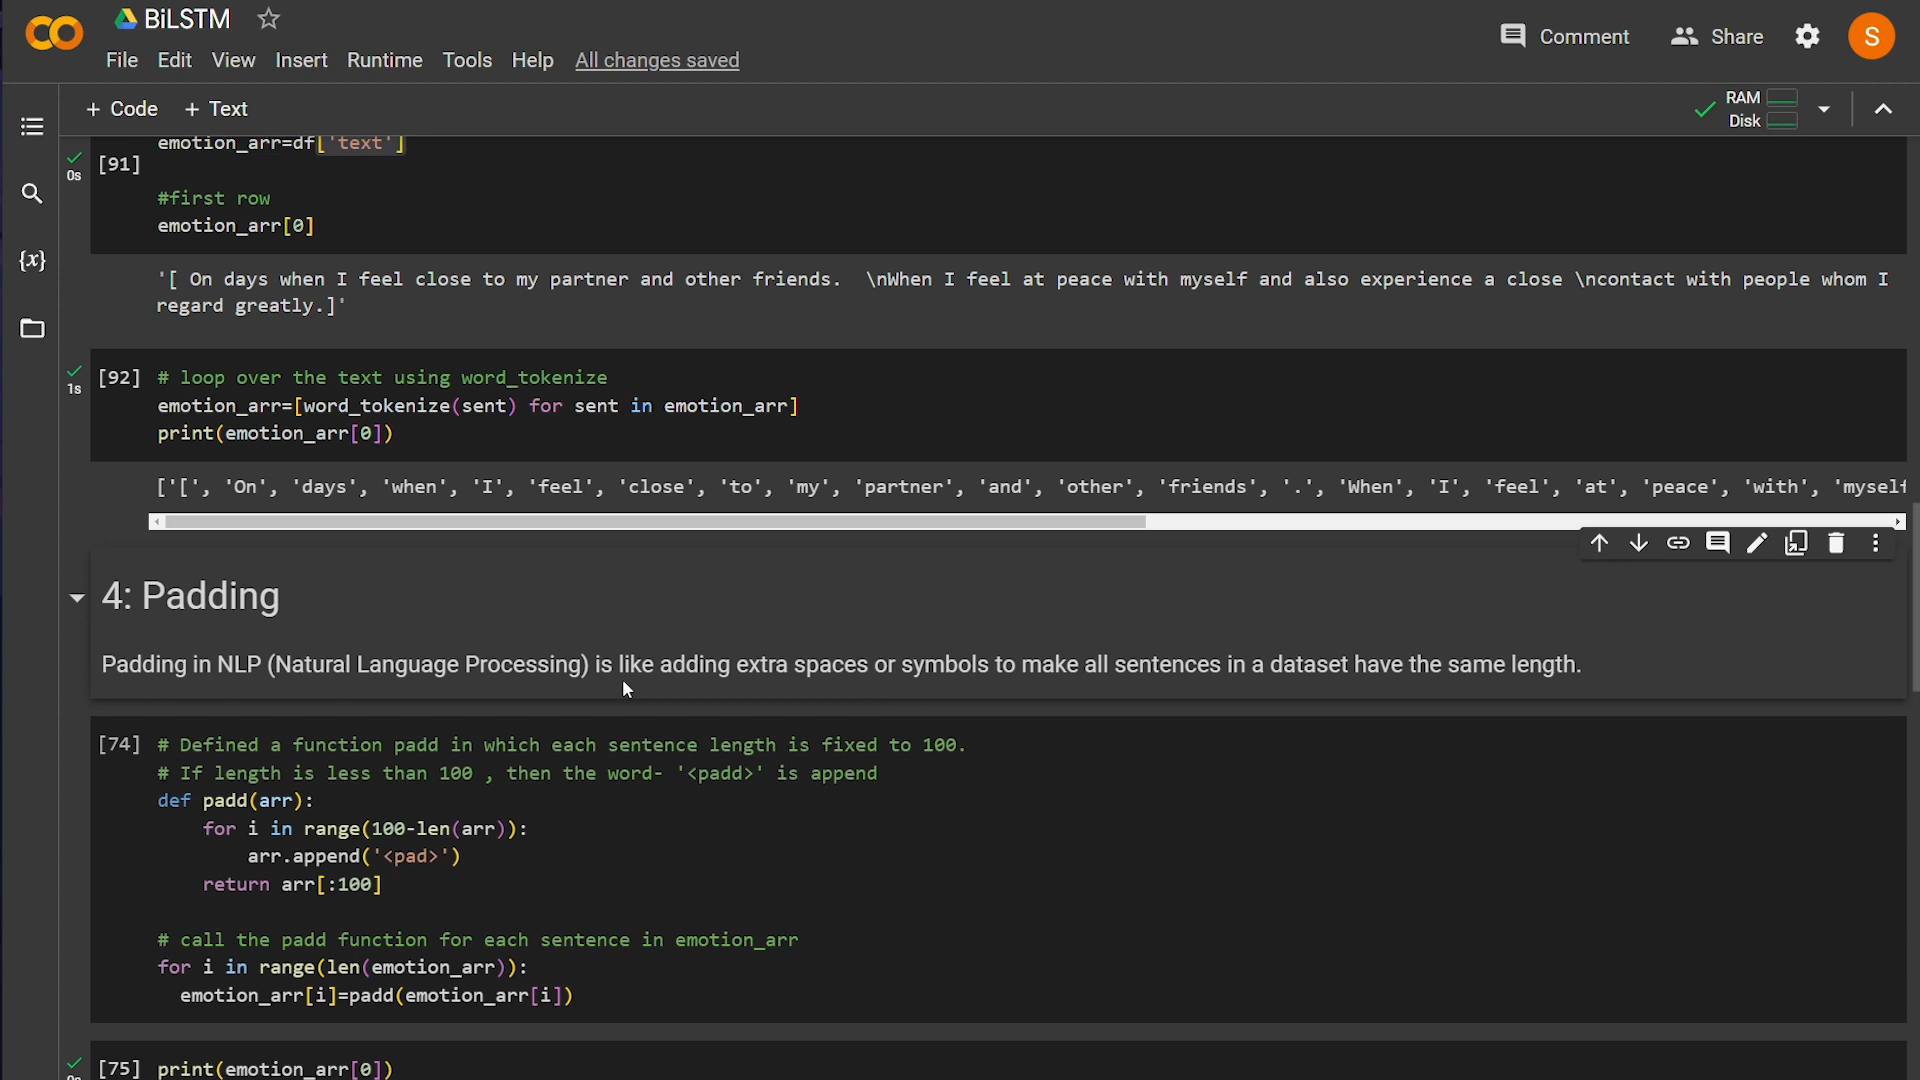 BiLSTM
Comment
Share
S
File Edit View Insert Runtime Tools Help All changes saved
+ Code + Text
RAM
Disk
emotion_arr=df['text']
[91]
0s
#first row
emotion_arr[0]
{x}
'[ On days when I feel close to my partner and other friends.  \nWhen I feel at peace with myself and also experience a close \ncontact with people whom I
regard greatly.]'
[92] # loop over the text using word_tokenize
1s
emotion_arr=[word_tokenize(sent) for sent in emotion_arr]
print(emotion_arr[0])
['[', 'On', 'days', 'when', 'I', 'feel', 'close', 'to', 'my', 'partner', 'and', 'other', 'friends', '.', 'When', 'I', 'feel', 'at', 'peace', 'with', 'myself
4: Padding
Padding in NLP (Natural Language Processing) is like adding extra spaces or symbols to make all sentences in a dataset have the same length.
[74] # Defined a function padd in which each sentence length is fixed to 100.
# If length is less than 100 , then the word- '<padd>' is append
def padd(arr):
for i in range(100-len(arr)):
arr.append('<pad>')
return arr[:100]
# call the padd function for each sentence in emotion_arr
for i in range(len(emotion_arr)):
emotion_arr[i]=padd(emotion_arr[i])
[75] print(emotion_arr[0])